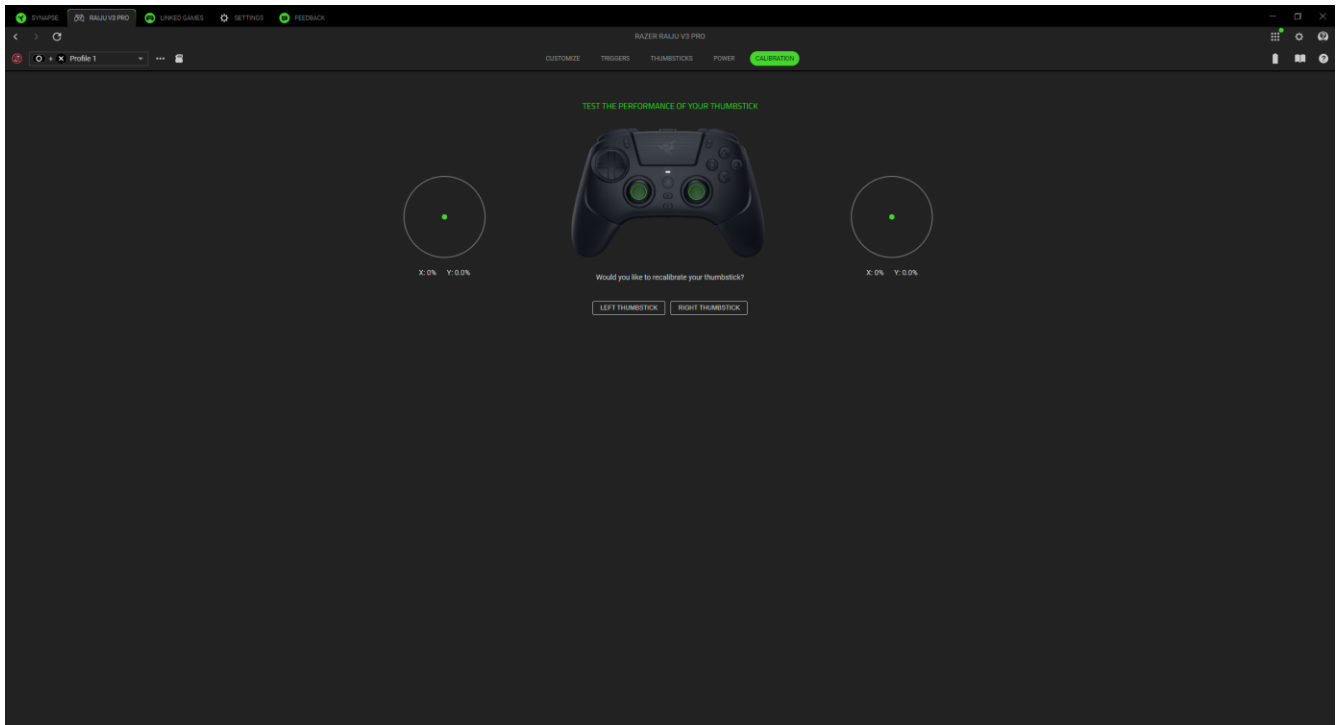 SYNAPSE RAIJU V3 PRO LINKED GAMES SETTINGS FEEDBACK
RAZER RAIJU V3 PRO
+ Profile 1 CUSTOMIZE TRIGGERS THUMBSTICKS POWER CALIBRATION
TEST THE PERFORMANCE OF YOUR THUMBSTICK
X: 0% Y: 0.0%
X: 0% Y: 0.0%
Would you like to recalibrate your thumbstick?
LEFT THUMBSTICK RIGHT THUMBSTICK